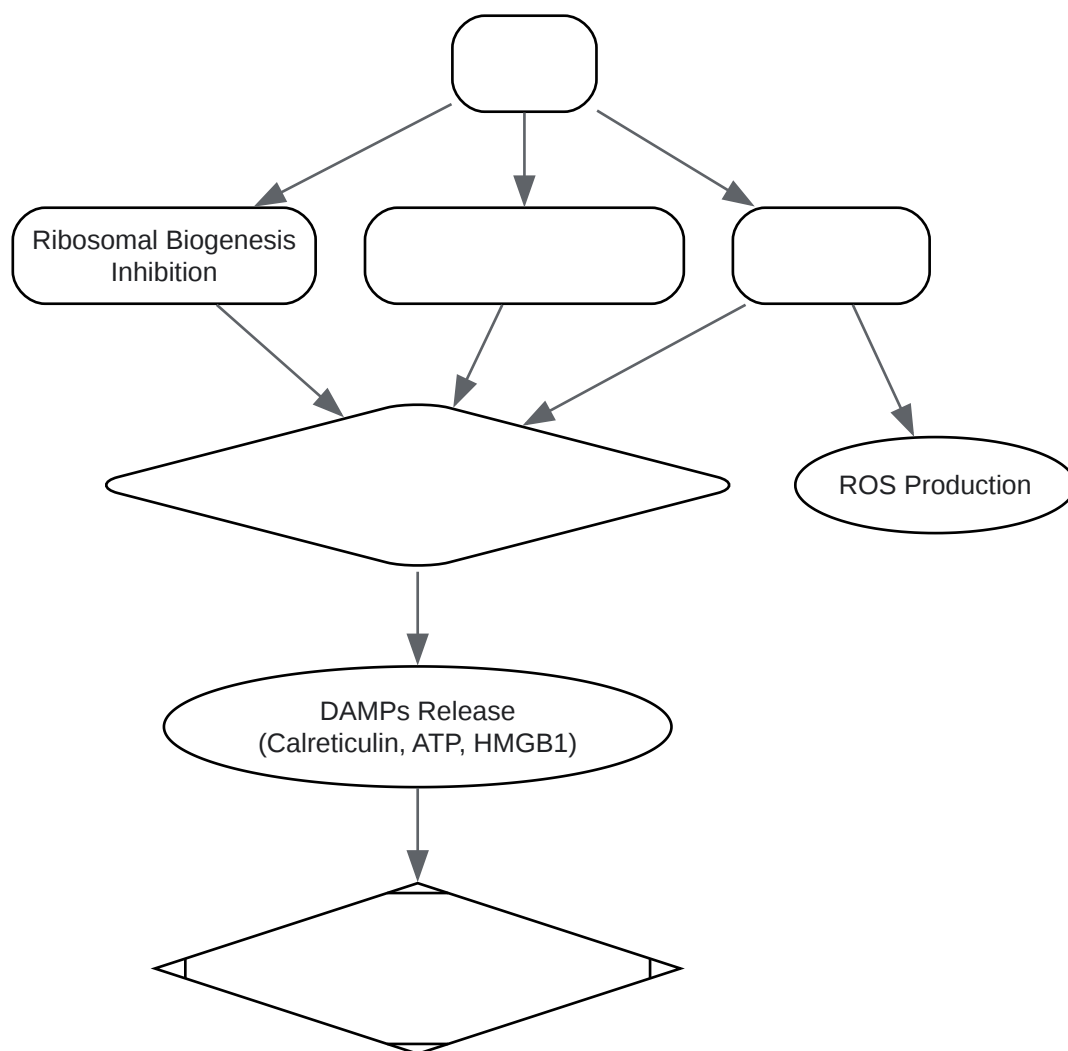 Ribosomal Biogenesis
Inhibition
ROS Production
DAMPs Release
(Calreticulin, ATP, HMGB1)